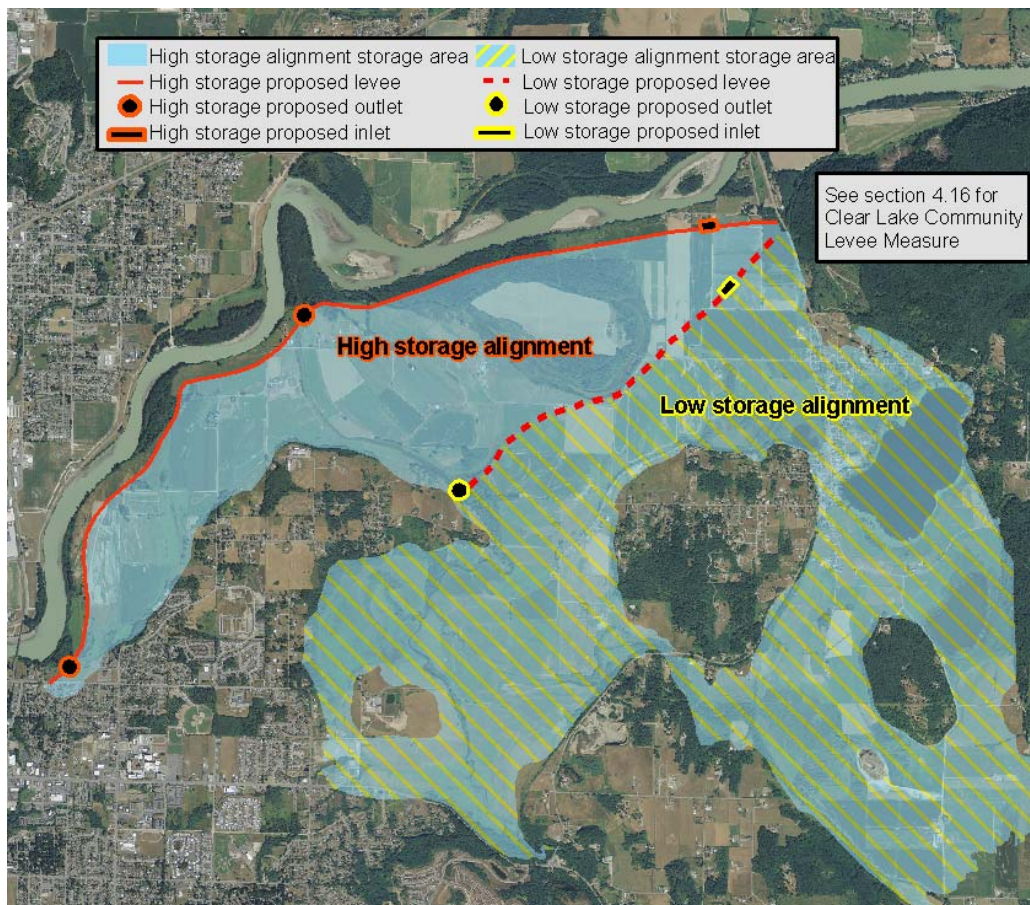 High storage alignment storage area
Low storage alignment storage area
High storage proposed levee
Low storage proposed levee
High storage proposed outlet
Low storage proposed outlet
High storage proposed inlet
Low storage proposed inlet
See section 4.16 for
Clear Lake Community
Levee Measure
High storage alignment
Low storage alignment